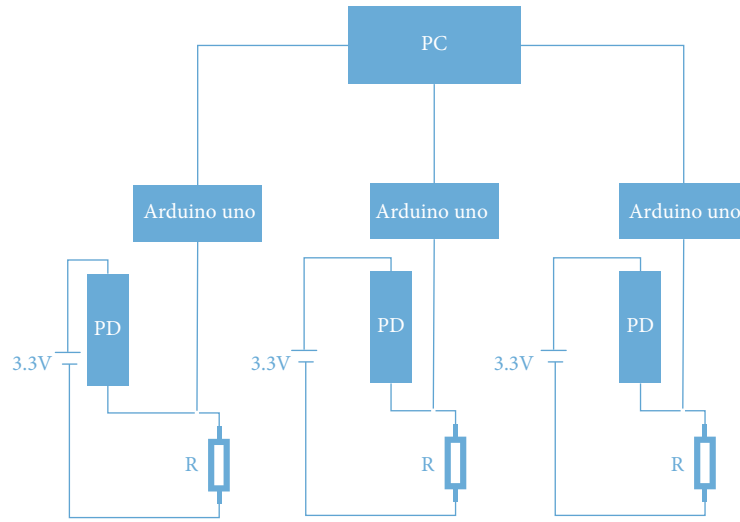 PC
Arduino uno
Arduino uno
Arduino uno
PD
PD
PD
3.3V
3.3V
3.3V
R
R
R